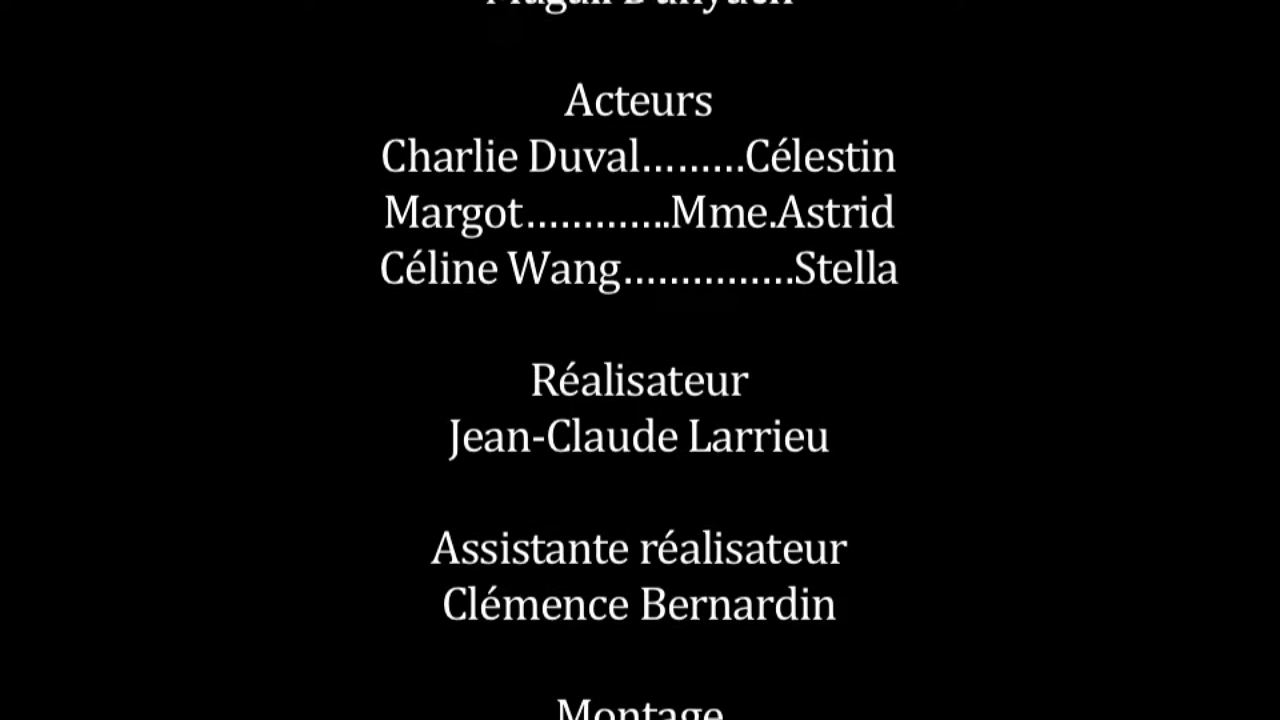 Acteurs
Charlie Duval.........Célestin
Margot.............Mme.Astrid
Céline Wang...............Stella
Réalisateur
Jean-Claude Larrieu
Assistante réalisateur
Clémence Bernardin
Montage